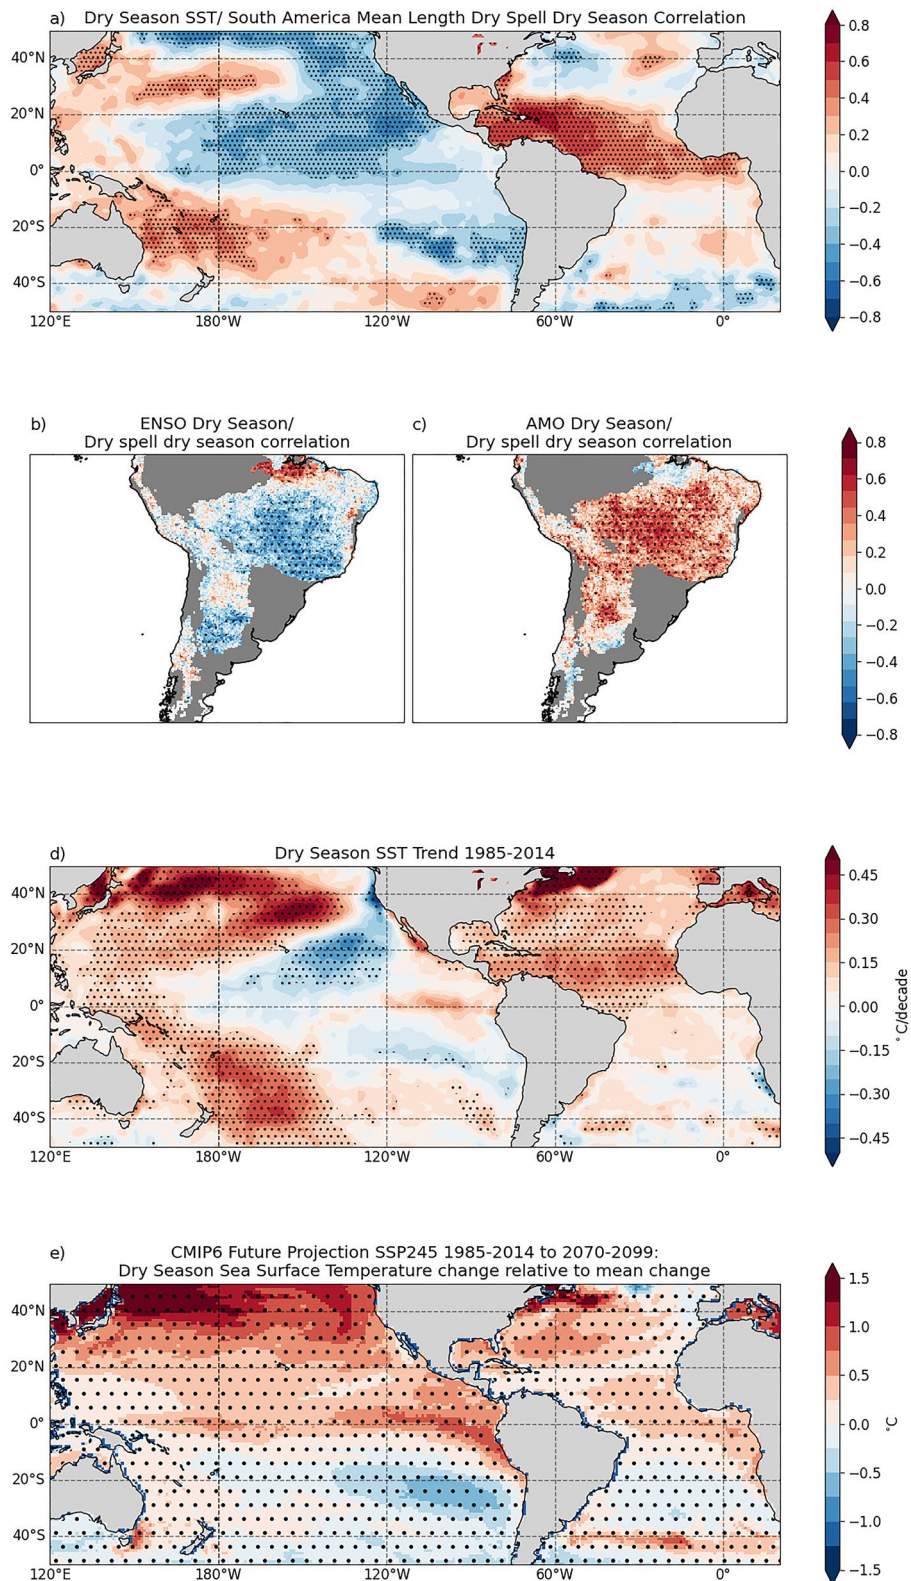 a) Dry Season SST/ South America Mean Length Dry Spell Dry Season Correlation
40°N
20°N
0°
20°S
40°S
120°E 180°W 120°W 60°W 0°
0.8
0.6
0.4
0.2
0.0
−0.2
−0.4
−0.6
−0.8
b) ENSO Dry Season/
Dry spell dry season correlation
c) AMO Dry Season/
Dry spell dry season correlation
0.8
0.6
0.4
0.2
0.0
−0.2
−0.4
−0.6
−0.8
d) Dry Season SST Trend 1985-2014
40°N
20°N
0°
20°S
40°S
120°E 180°W 120°W 60°W 0°
0.45
0.30
0.15
0.00
−0.15
−0.30
−0.45
°C/decade
e) CMIP6 Future Projection SSP245 1985-2014 to 2070-2099:
Dry Season Sea Surface Temperature change relative to mean change
40°N
20°N
0°
20°S
40°S
120°E 180°W 120°W 60°W 0°
1.5
1.0
0.5
0.0
−0.5
−1.0
−1.5
°C